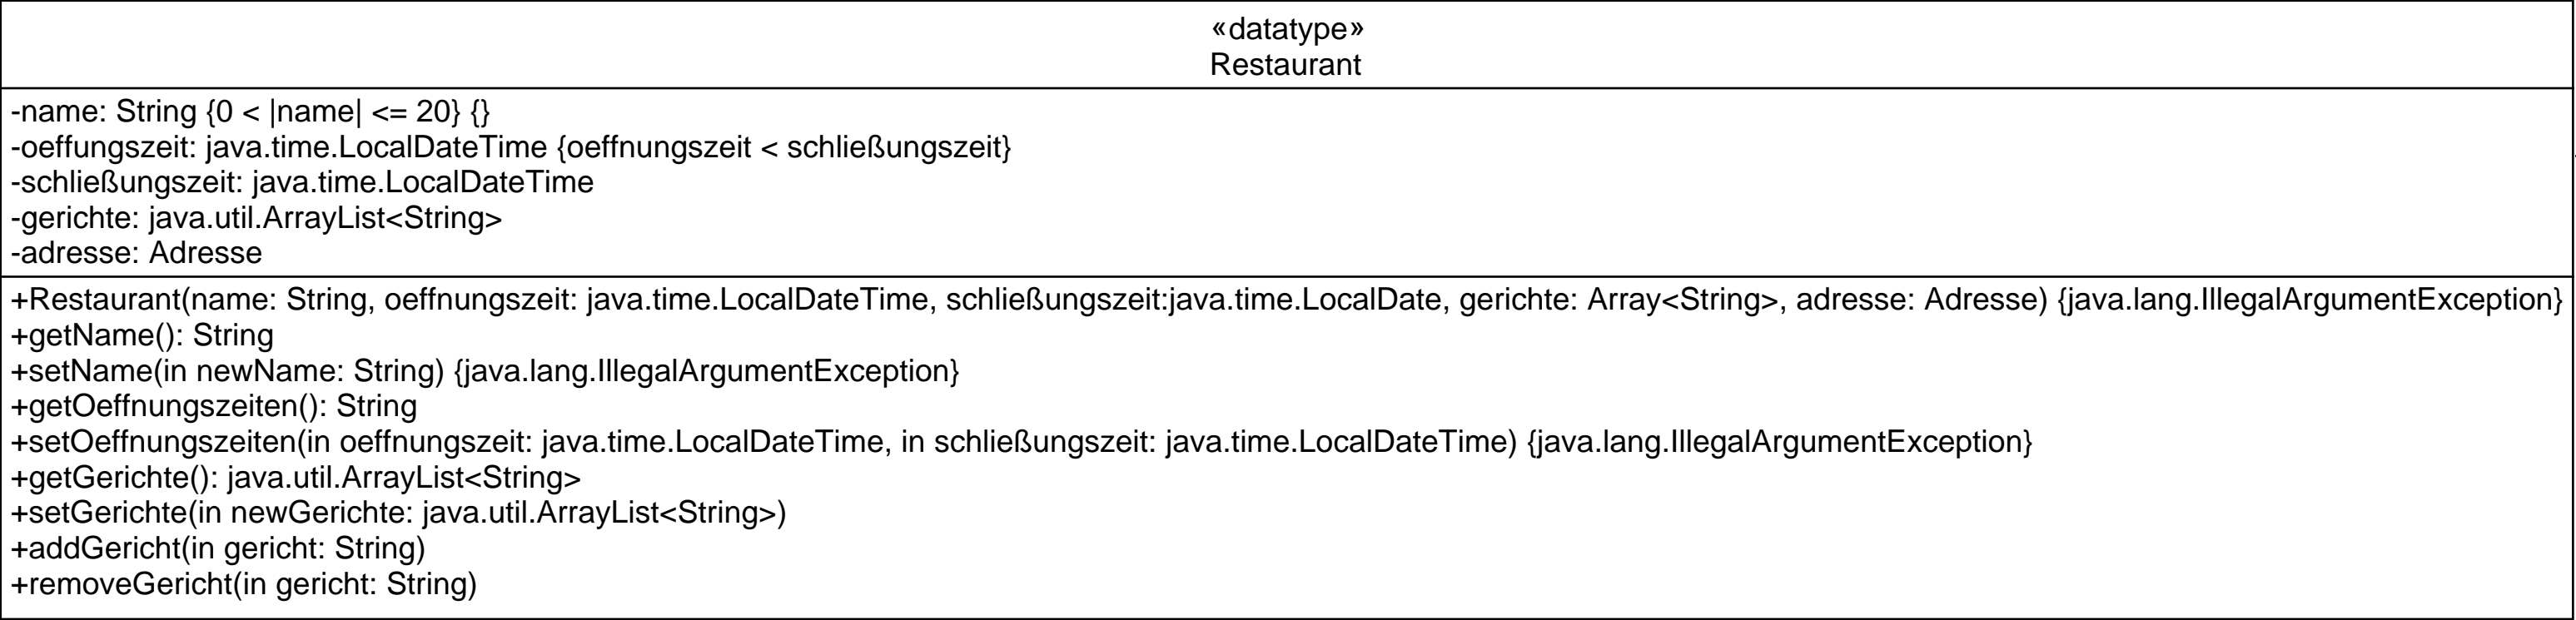 «datatype»
Restaurant
-name: String {0 < |name| <= 20} {}
-oeffungszeit: java.time.LocalDateTime {oeffnungszeit < schließungszeit}
-schließungszeit: java.time.LocalDateTime
-gerichte: java.util.ArrayList<String>
-adresse: Adresse
+Restaurant(name: String, oeffnungszeit: java.time.LocalDateTime, schließungszeit:java.time.LocalDate, gerichte: Array<String>, adresse: Adresse) {java.lang.IllegalArgumentException}
+getName(): String
+setName(in newName: String) {java.lang.IllegalArgumentException}
+getOeffnungszeiten(): String
+setOeffnungszeiten(in oeffnungszeit: java.time.LocalDateTime, in schließungszeit: java.time.LocalDateTime) {java.lang.IllegalArgumentException}
+getGerichte(): java.util.ArrayList<String>
+setGerichte(in newGerichte: java.util.ArrayList<String>)
+addGericht(in gericht: String)
+removeGericht(in gericht: String)